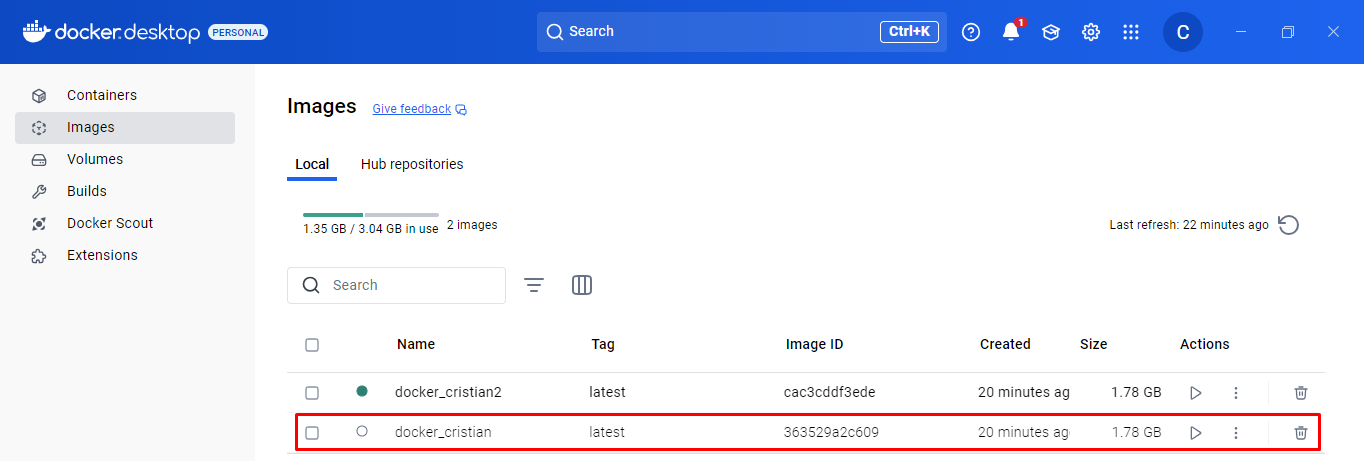 docker.desktop PERSONAL Search Ctrl+K 1 C
Containers
Images
Volumes
Builds
Docker Scout
Extensions
Images Give feedback
Local Hub repositories
1.35 GB / 3.04 GB in use 2 images Last refresh: 22 minutes ago
Search
Name Tag Image ID Created Size Actions
docker_cristian2 latest cac3cddf3ede 20 minutes ag 1.78 GB
docker_cristian latest 363529a2c609 20 minutes ag 1.78 GB